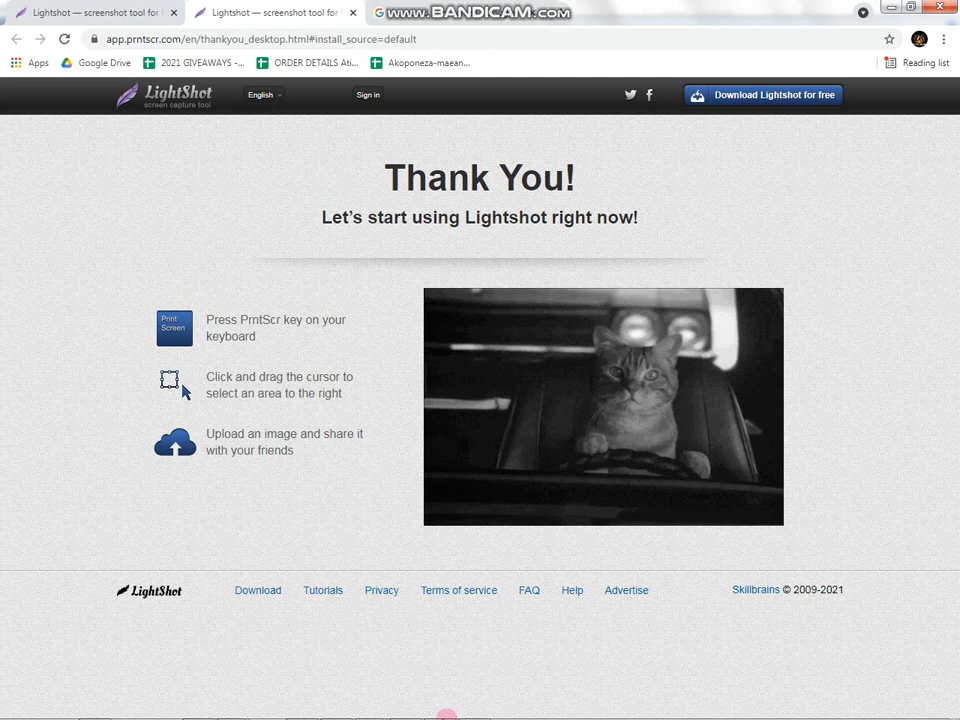 Lightshot — screenshot tool for
Lightshot — screenshot tool for
www.BANDICAM.com
app.prntscr.com/en/thankyou_desktop.html#install_source=default
Apps
Google Drive
2021 GIVEAWAYS -...
ORDER DETAILS Ati...
Akoponeza-maean...
Reading list
LightShot
screen capture tool
English
Sign in
Download Lightshot for free
Thank You!
Let's start using Lightshot right now!
Print
Screen
Press PrntScr key on your
keyboard
Click and drag the cursor to
select an area to the right
Upload an image and share it
with your friends
LightShot
Download
Tutorials
Privacy
Terms of service
FAQ
Help
Advertise
Skillbrains © 2009-2021